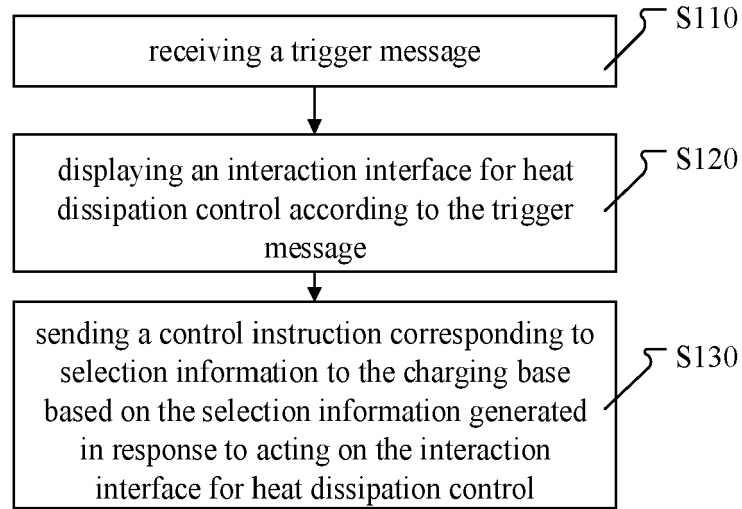 receiving a trigger message
S110
displaying an interaction interface for heat
dissipation control according to the trigger
message
S120
sending a control instruction corresponding to
selection information to the charging base
based on the selection information generated
in response to acting on the interaction
interface for heat dissipation control
S130